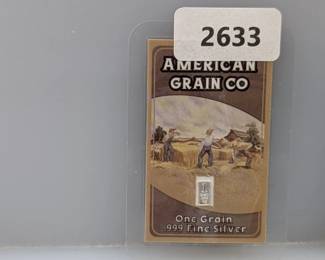 2633
AMERICAN
GRAIN CO
One Grain
.999 Fine Silver